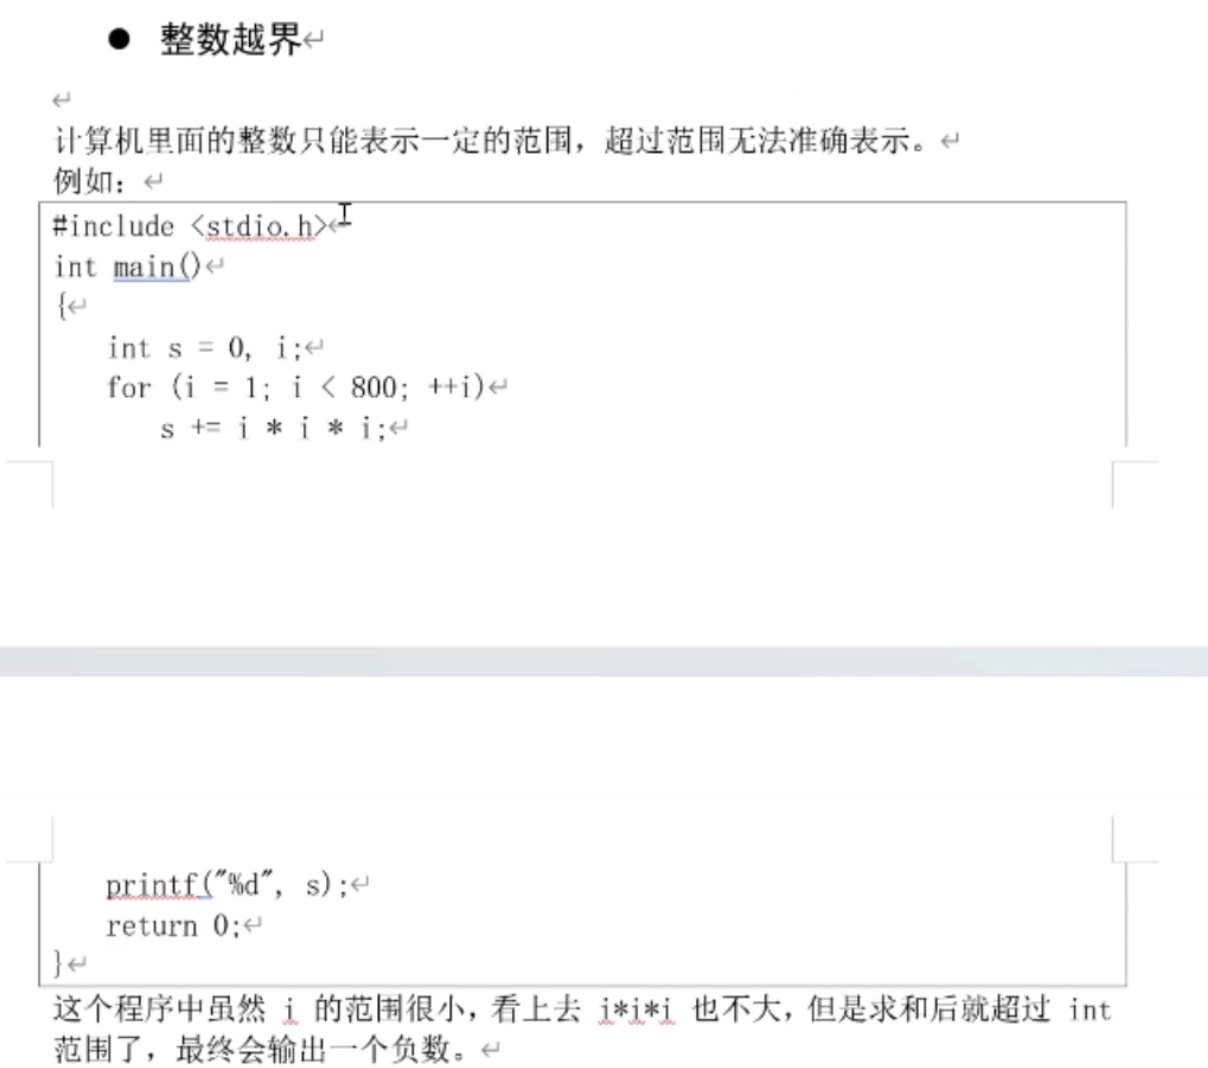 ● 整数越界↵
↵
计算机里面的整数只能表示一定的范围，超过范围无法准确表示。↵
例如：↵
#include <stdio.h>↵
int main()↵
{↵
int s = 0, i;↵
for (i = 1; i < 800; ++i)↵
s += i * i * i;↵
printf("%d", s);↵
return 0;↵
}↵
这个程序中虽然 i 的范围很小，看上去 i*i*i 也不大，但是求和后就超过 int
范围了，最终会输出一个负数。↵